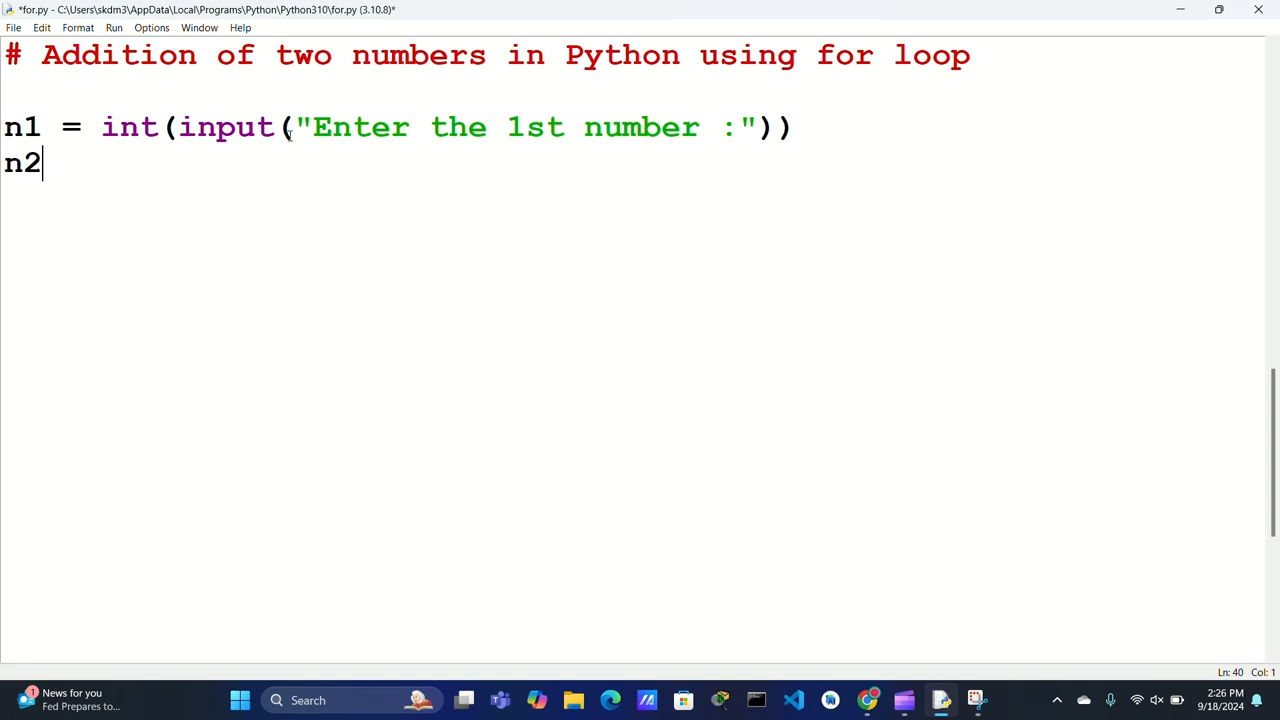 *for.py - C:\Users\skdm3\AppData\Local\Programs\Python\Python310\for.py (3.10.8)*
File Edit Format Run Options Window Help
# Addition of two numbers in Python using for loop
n1 = int(input("Enter the 1st number :"))
n2
Ln: 40 Col: 1
1
News for you
Fed Prepares to...
Search
2:26 PM
9/18/2024